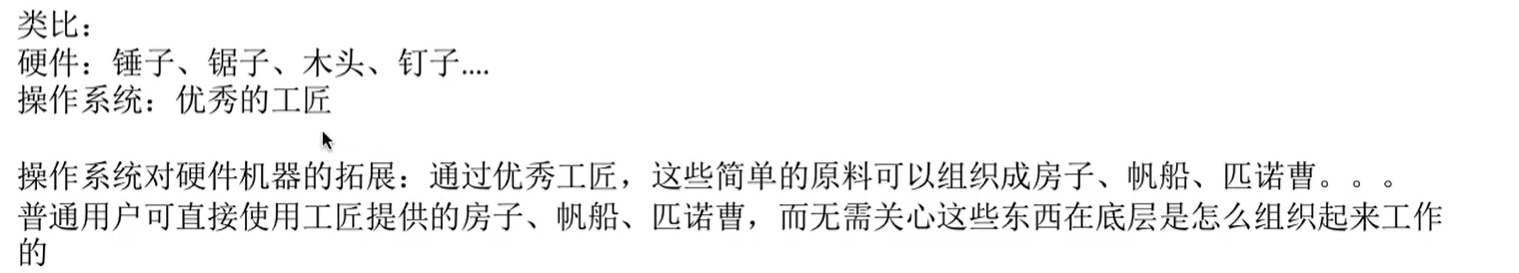 类比：
硬件：锤子、锯子、木头、钉子....
操作系统：优秀的工匠
操作系统对硬件机器的拓展：通过优秀工匠，这些简单的原料可以组织成房子、帆船、匹诺曹。。。
普通用户可直接使用工匠提供的房子、帆船、匹诺曹，而无需关心这些东西在底层是怎么组织起来工作
的